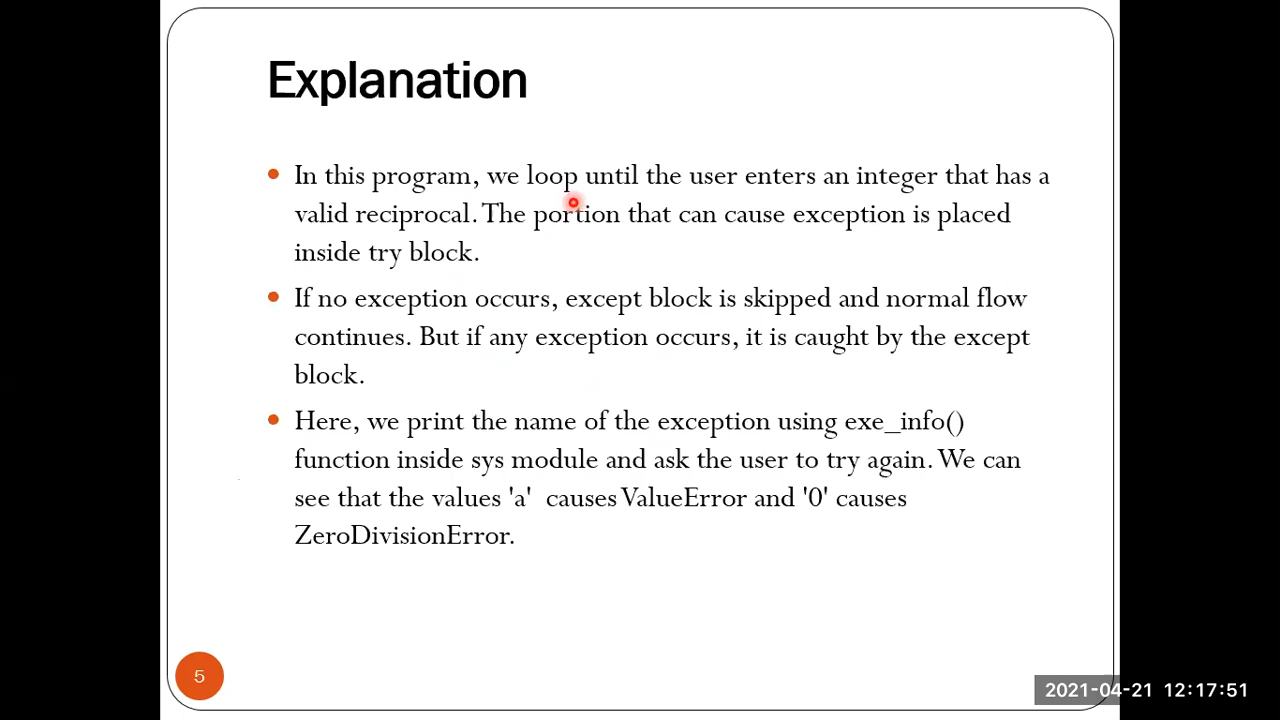 Explanation
In this program, we loop until the user enters an integer that has a
valid reciprocal. The portion that can cause exception is placed
inside try block.
If no exception occurs, except block is skipped and normal flow
continues. But if any exception occurs, it is caught by the except
block.
Here, we print the name of the exception using exe_info()
function inside sys module and ask the user to try again. We can
see that the values 'a'  causes ValueError and '0' causes
ZeroDivisionError.
5
2021-04-21 12:17:51